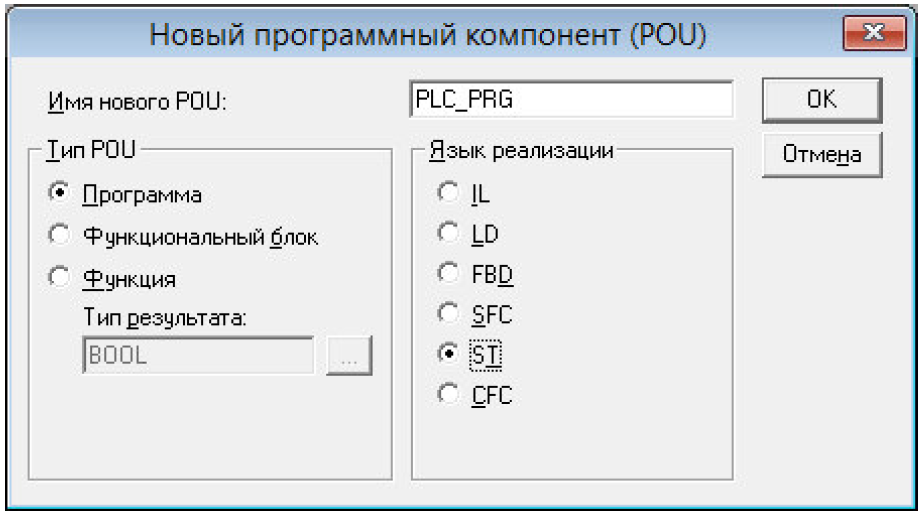 Новый программный компонент (POU)
Имя нового POU:
PLC_PRG
OK
Отмена
Тип POU
Программа
Функциональный блок
Функция
Тип результата:
BOOL
...
Язык реализации
IL
LD
FBD
SFC
ST
CFC